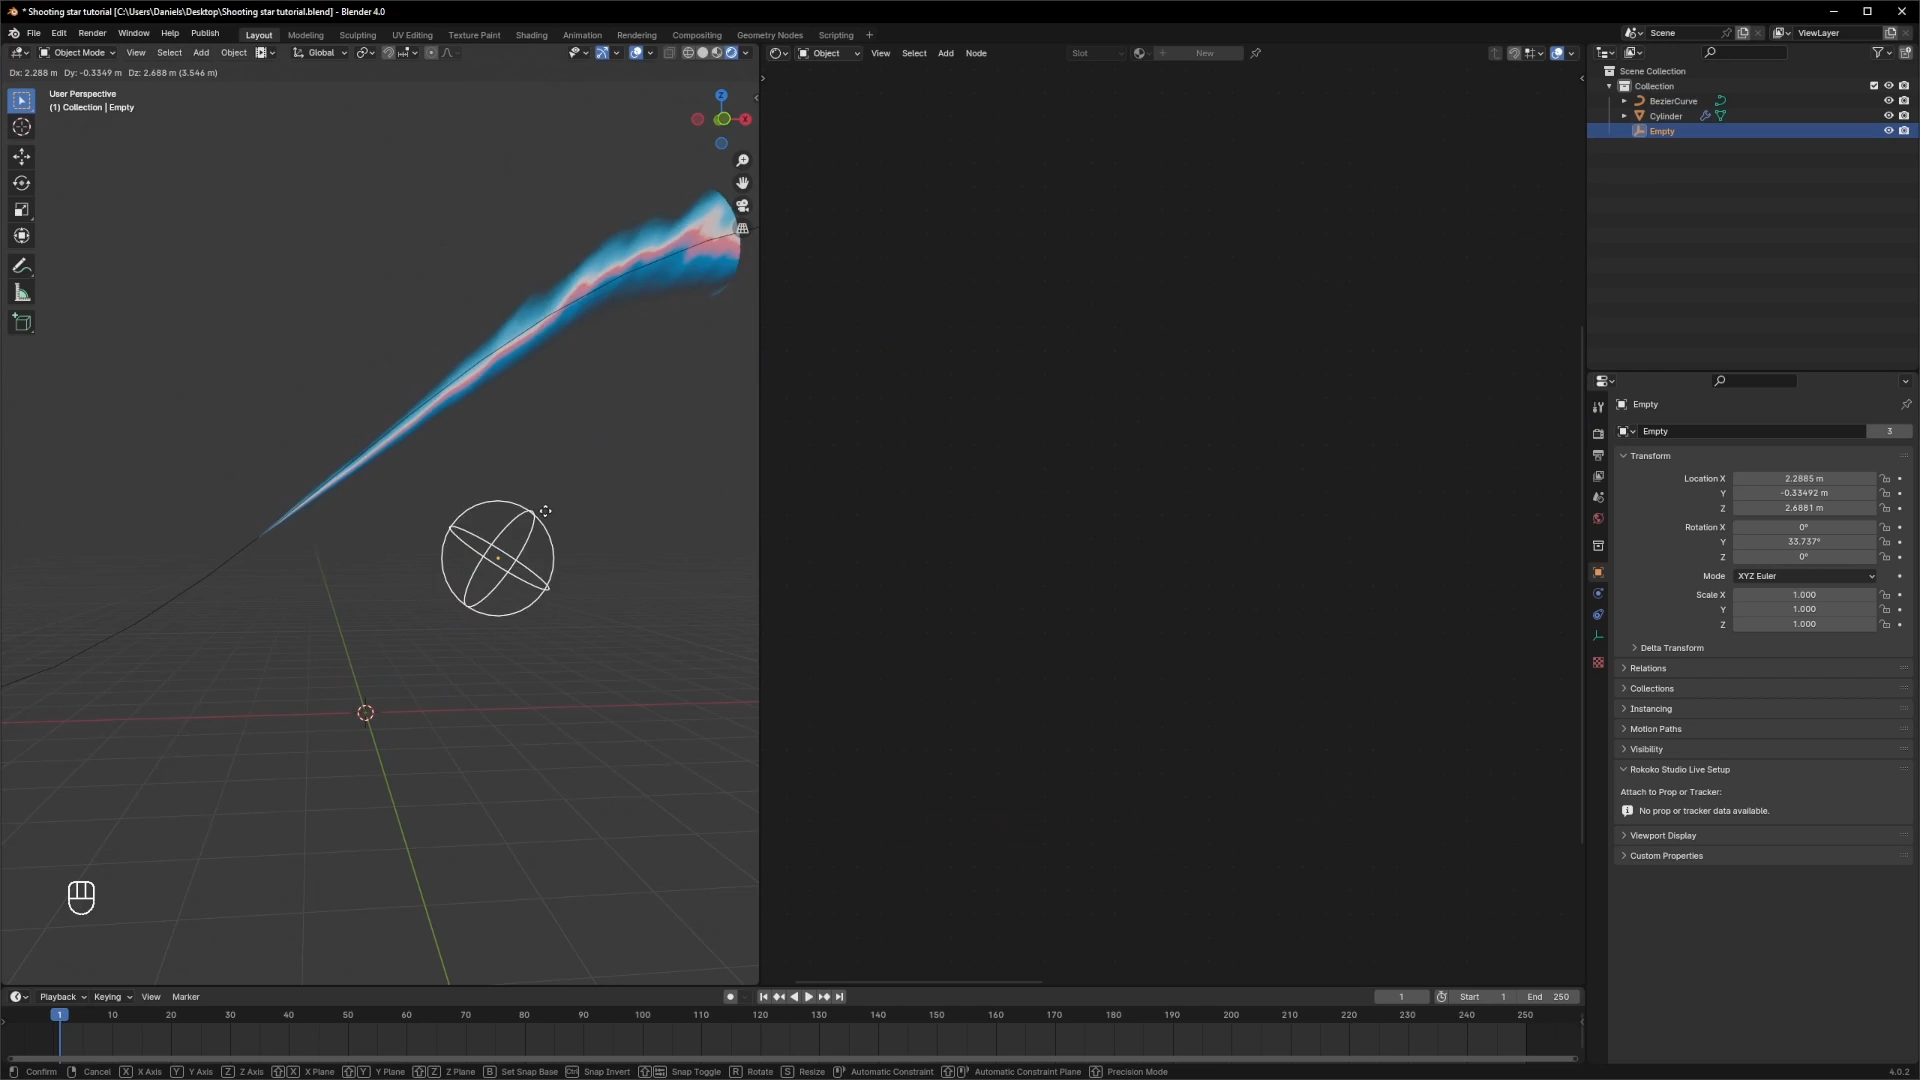 * Shooting star tutorial [C:\Users\Daniels\Desktop\Shooting star tutorial.blend] - Blender 4.0
File Edit Render Window Help Publish Layout Modeling Sculpting UV Editing Texture Paint Shading Animation Rendering Compositing Geometry Nodes Scripting + Scene ViewLayer
Object Mode View Select Add Object Global Object View Select Add Node Slot New
Dx: 2.288 m Dy: -0.3349 m Dz: 2.688 m (3.546 m)
User Perspective
(1) Collection | Empty
Z
X
Scene Collection
Collection
BezierCurve
Cylinder
Empty
Empty
Empty 3
Transform
Location X 2.2885 m
Y -0.33492 m
Z 2.6881 m
Rotation X 0°
Y 33.737°
Z 0°
Mode XYZ Euler
Scale X 1.000
Y 1.000
Z 1.000
Delta Transform
Relations
Collections
Instancing
Motion Paths
Visibility
Rokoko Studio Live Setup
Attach to Prop or Tracker:
No prop or tracker data available.
Viewport Display
Custom Properties
Playback Keying View Marker 1 Start 1 End 250
1 10 20 30 40 50 60 70 80 90 100 110 120 130 140 150 160 170 180 190 200 210 220 230 240 250
Confirm Cancel X X Axis Y Y Axis Z Z Axis X X Plane Y Y Plane Z Z Plane B Set Snap Base Ctrl Snap Invert Snap Toggle R Rotate S Resize Automatic Constraint Automatic Constraint Plane Precision Mode 4.0.2